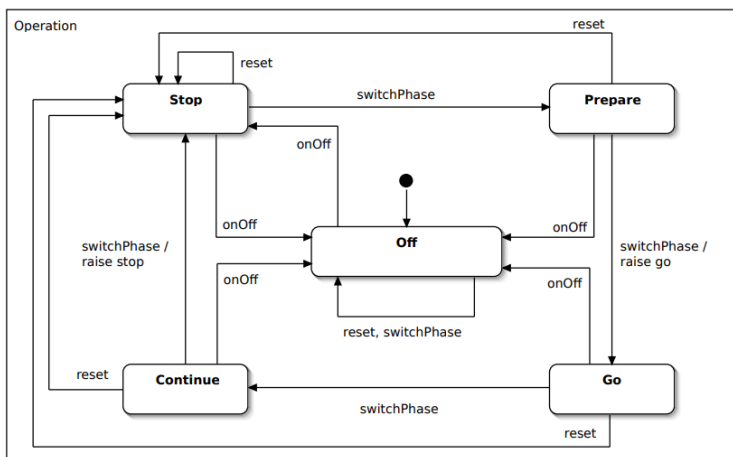 Operation
reset
reset
Stop
switchPhase
Prepare
onOff
onOff
onOff
Off
switchPhase /
raise stop
switchPhase /
raise go
onOff
onOff
reset, switchPhase
reset
Continue
Go
switchPhase
reset